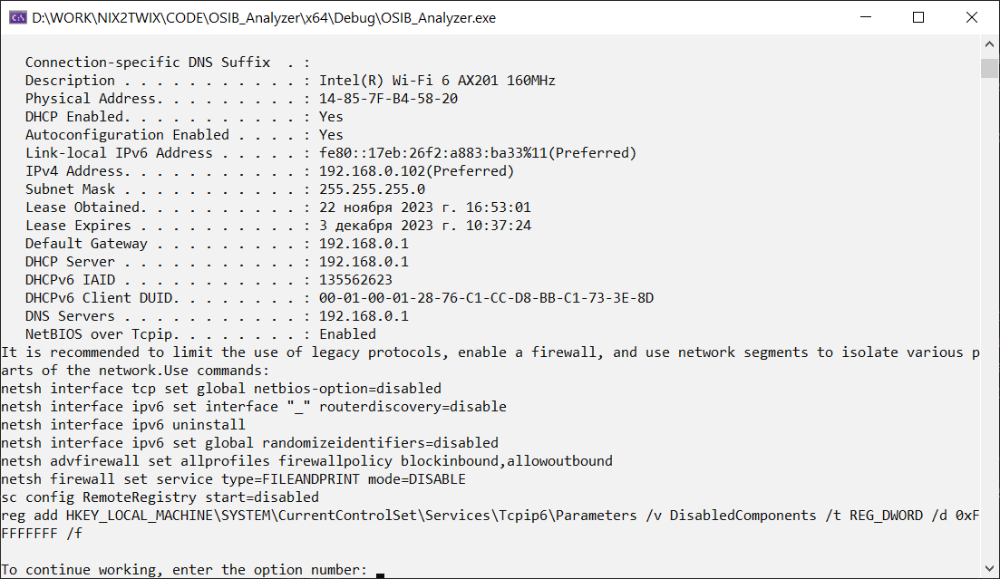 D:\WORK\NIX2TWIX\CODE\OSIB_Analyzer\x64\Debug\OSIB_Analyzer.exe
Connection-specific DNS Suffix  . :
Description . . . . . . . . . . . : Intel(R) Wi-Fi 6 AX201 160MHz
Physical Address. . . . . . . . . : 14-85-7F-B4-58-20
DHCP Enabled. . . . . . . . . . . : Yes
Autoconfiguration Enabled . . . . : Yes
Link-local IPv6 Address . . . . . : fe80::17eb:26f2:a883:ba33%11(Preferred)
IPv4 Address. . . . . . . . . . . : 192.168.0.102(Preferred)
Subnet Mask . . . . . . . . . . . : 255.255.255.0
Lease Obtained. . . . . . . . . . : 22 ноября 2023 г. 16:53:01
Lease Expires . . . . . . . . . . : 3 декабря 2023 г. 10:37:24
Default Gateway . . . . . . . . . : 192.168.0.1
DHCP Server . . . . . . . . . . . : 192.168.0.1
DHCPv6 IAID . . . . . . . . . . . : 135562623
DHCPv6 Client DUID. . . . . . . . : 00-01-00-01-28-76-C1-CC-D8-BB-C1-73-3E-8D
DNS Servers . . . . . . . . . . . : 192.168.0.1
NetBIOS over Tcpip. . . . . . . . : Enabled
It is recommended to limit the use of legacy protocols, enable a firewall, and use network segments to isolate various p
arts of the network.Use commands:
netsh interface tcp set global netbios-option=disabled
netsh interface ipv6 set interface "_" routerdiscovery=disable
netsh interface ipv6 uninstall
netsh interface ipv6 set global randomizeidentifiers=disabled
netsh advfirewall set allprofiles firewallpolicy blockinbound,allowoutbound
netsh firewall set service type=FILEANDPRINT mode=DISABLE
sc config RemoteRegistry start=disabled
reg add HKEY_LOCAL_MACHINE\SYSTEM\CurrentControlSet\Services\Tcpip6\Parameters /v DisabledComponents /t REG_DWORD /d 0xF
FFFFFFF /f
To continue working, enter the option number: